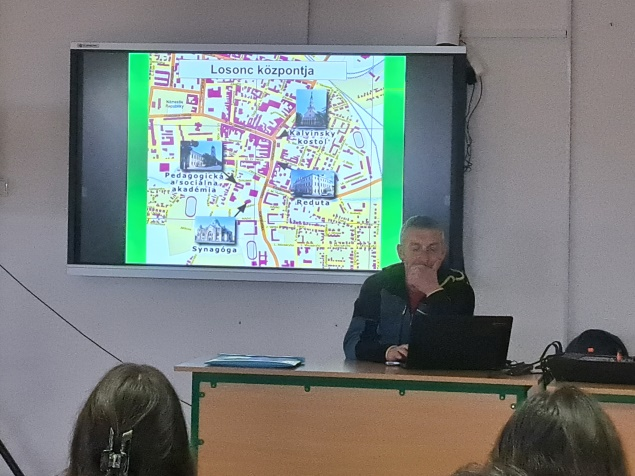 Losonc központja
Kalvínsky
kostol
Pedagogická
a sociálna
akadémia
Reduta
Synagóga